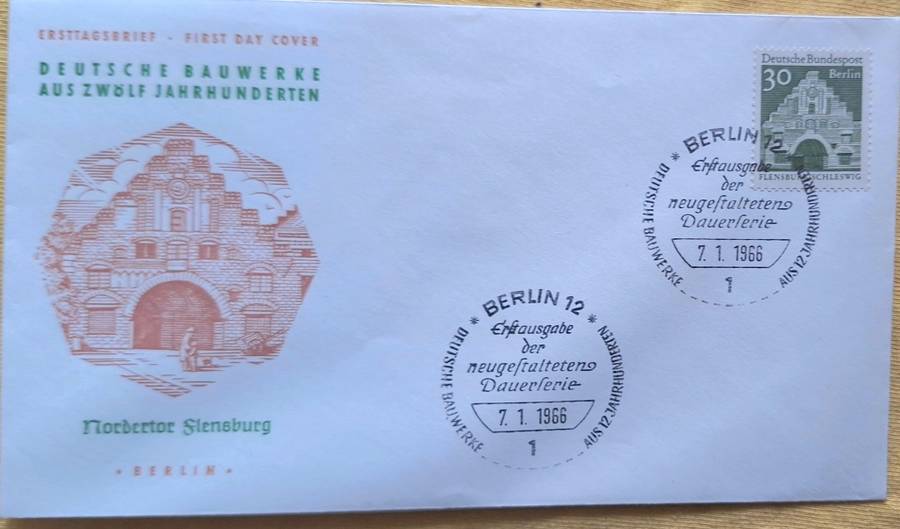 ERSTTAGSBRIEF - FIRST DAY COVER
DEUTSCHE BAUWERKE
AUS ZWÖLF JAHRHUNDERTEN
Nordertor Flensburg
* BERLIN *
Deutsche Bundespost
30 Berlin
FLENSBURG SCHLESWIG
BERLIN 12
Erſtausgabe
der
neugeſtalteten
Dauerſerie
7. 1. 1966
1
* DEUTSCHE BAUWERKE AUS 12 JAHRHUNDERTEN *
BERLIN 12
Erſtausgabe
der
neugeſtalteten
Dauerſerie
7. 1. 1966
1
* DEUTSCHE BAUWERKE AUS 12 JAHRHUNDERTEN *